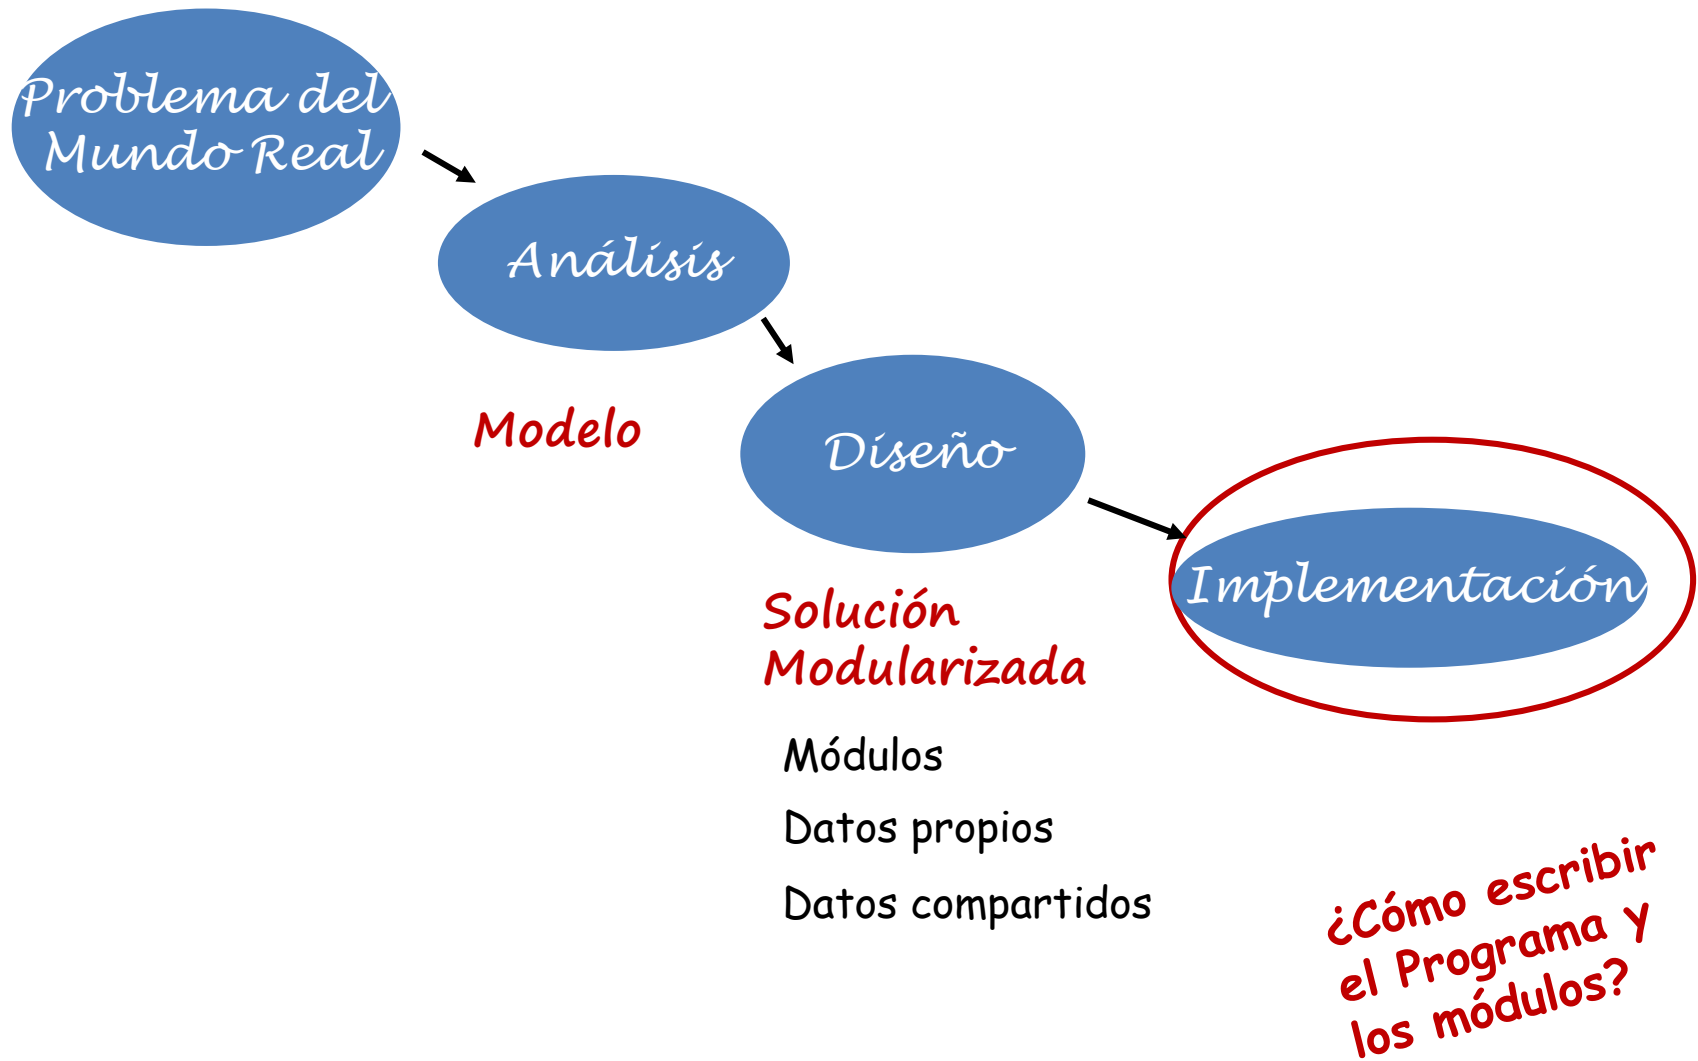 Problema del
Mundo Real
Análisis
Modelo
Diseño
Implementación
Solución
Modularizada
Módulos
Datos propios
Datos compartidos
¿Cómo escribir
el Programa y
los módulos?